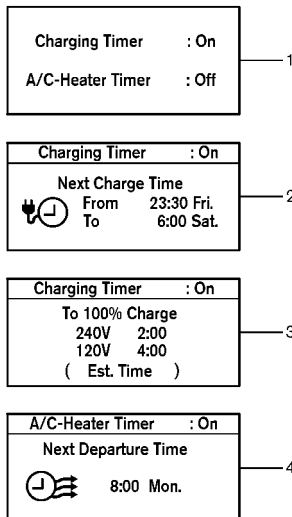 Charging Timer : On
A/C-Heater Timer : Off
1
Charging Timer : On
Next Charge Time
From 23:30 Fri.
To 6:00 Sat.
2
Charging Timer : On
To 100% Charge
240V 2:00
120V 4:00
( Est. Time )
3
A/C-Heater Timer : On
Next Departure Time
8:00 Mon.
4